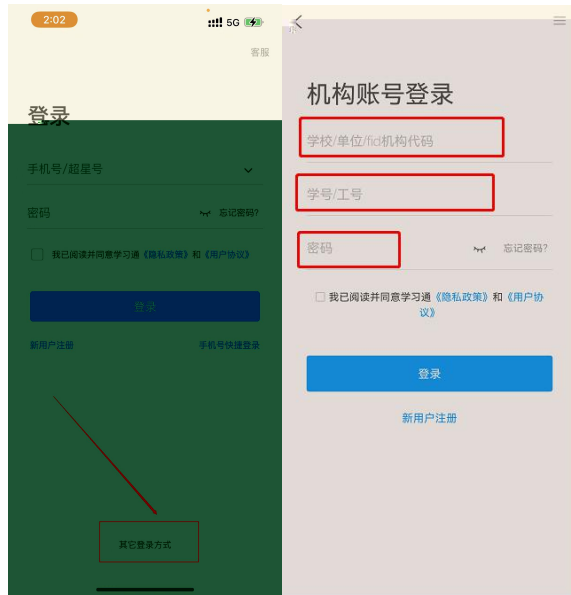 2:02
5G
客服
登录
手机号/超星号
密码
忘记密码?
我已阅读并同意学习通《隐私政策》和《用户协议》
登录
新用户注册
手机号快捷登录
其它登录方式
机构账号登录
学校/单位/fid机构代码
学号/工号
密码
忘记密码?
我已阅读并同意学习通《隐私政策》和《用户协
议》
登录
新用户注册